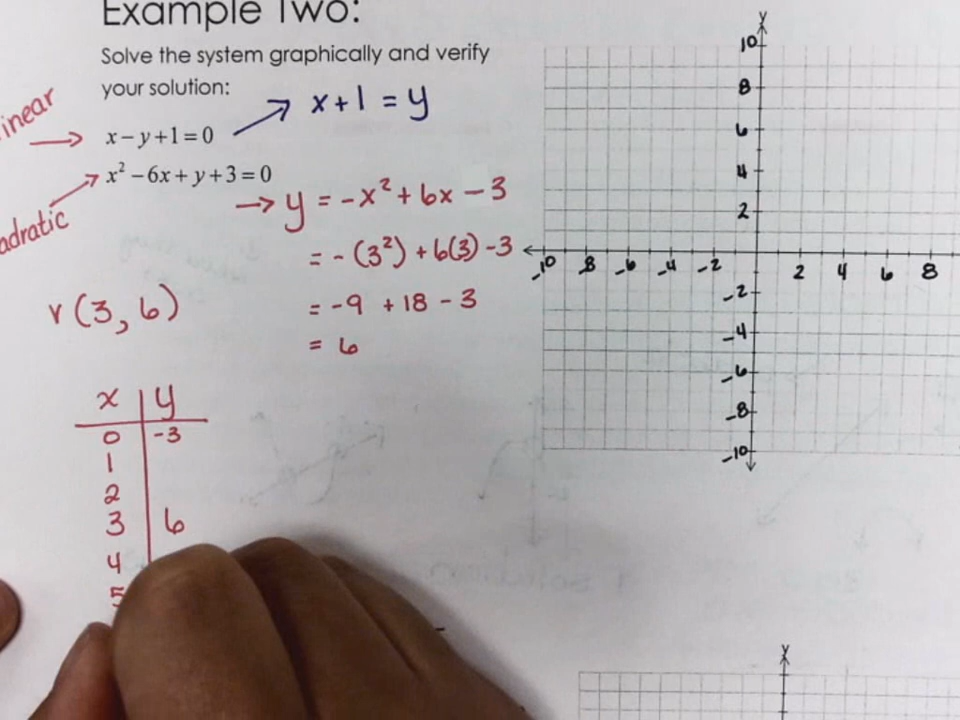 Example Two:
Solve the system graphically and verify
your solution:
x + 1 = y
inear
x − y + 1 = 0
x² − 6x + y + 3 = 0
adratic
y = -x² + 6x − 3
= - (3²) + 6(3) - 3
= -9 + 18 - 3
= 6
v (3, 6)
x y
0 -3
1
2
3 6
4
5
y
10
8
6
4
2
-10 -8 -6 -4 -2 2 4 6 8
-2
-4
-6
-8
-10
y